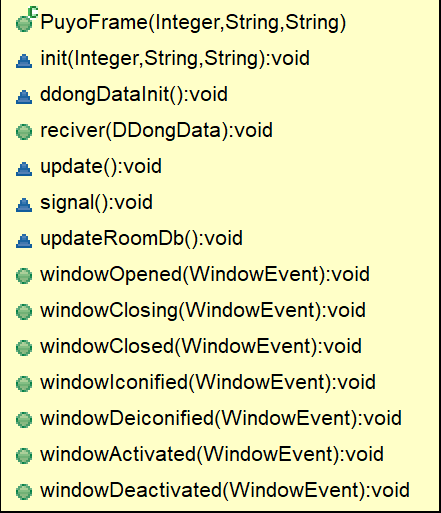 C
PuyoFrame(Integer,String,String)
init(Integer,String,String):void
ddongDataInit():void
reciver(DDongData):void
update():void
signal():void
updateRoomDb():void
windowOpened(WindowEvent):void
windowClosing(WindowEvent):void
windowClosed(WindowEvent):void
windowIconified(WindowEvent):void
windowDeiconified(WindowEvent):void
windowActivated(WindowEvent):void
windowDeactivated(WindowEvent):void